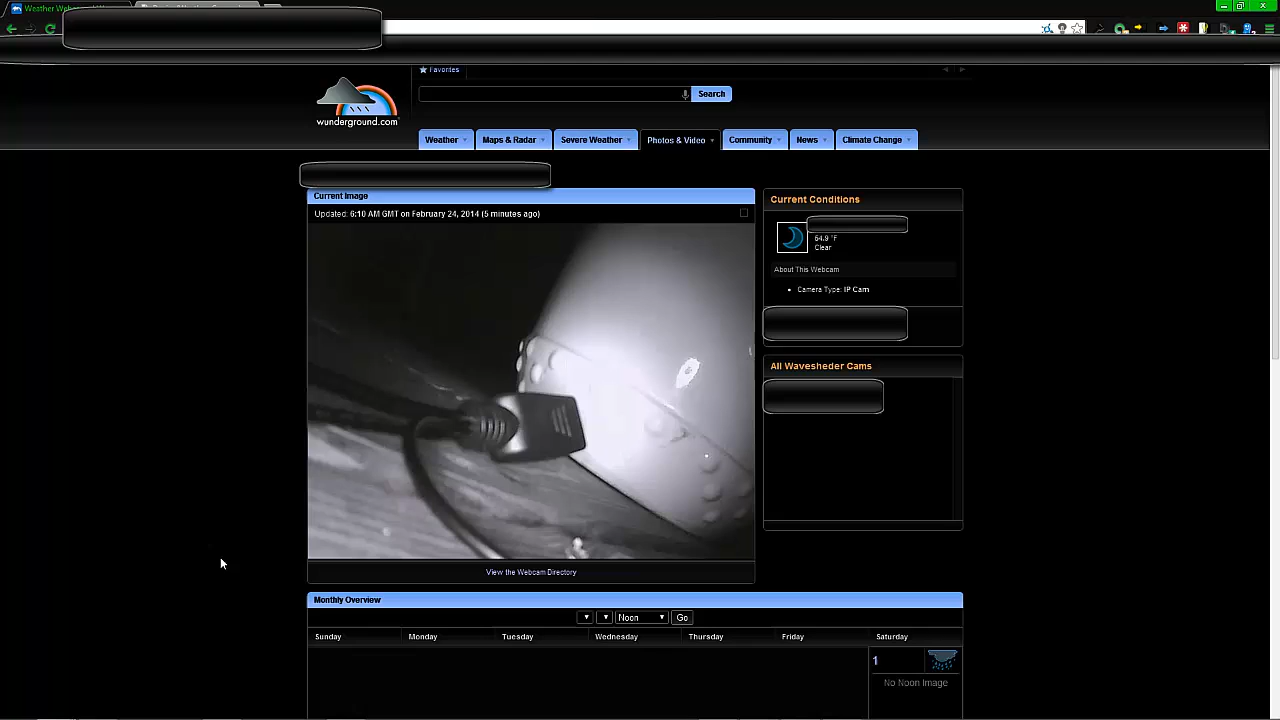 Weather Web
Favorites
wunderground.com
Search
Weather
Maps & Radar
Severe Weather
Photos & Video
Community
News
Climate Change
Current Image
Updated: 6:10 AM GMT on February 24, 2014 (5 minutes ago)
View the Webcam Directory
Current Conditions
54.9 °F
Clear
About This Webcam
Camera Type: IP Cam
All Wavesheder Cams
Monthly Overview
Noon
Go
Sunday Monday Tuesday Wednesday Thursday Friday Saturday
1
No Noon Image